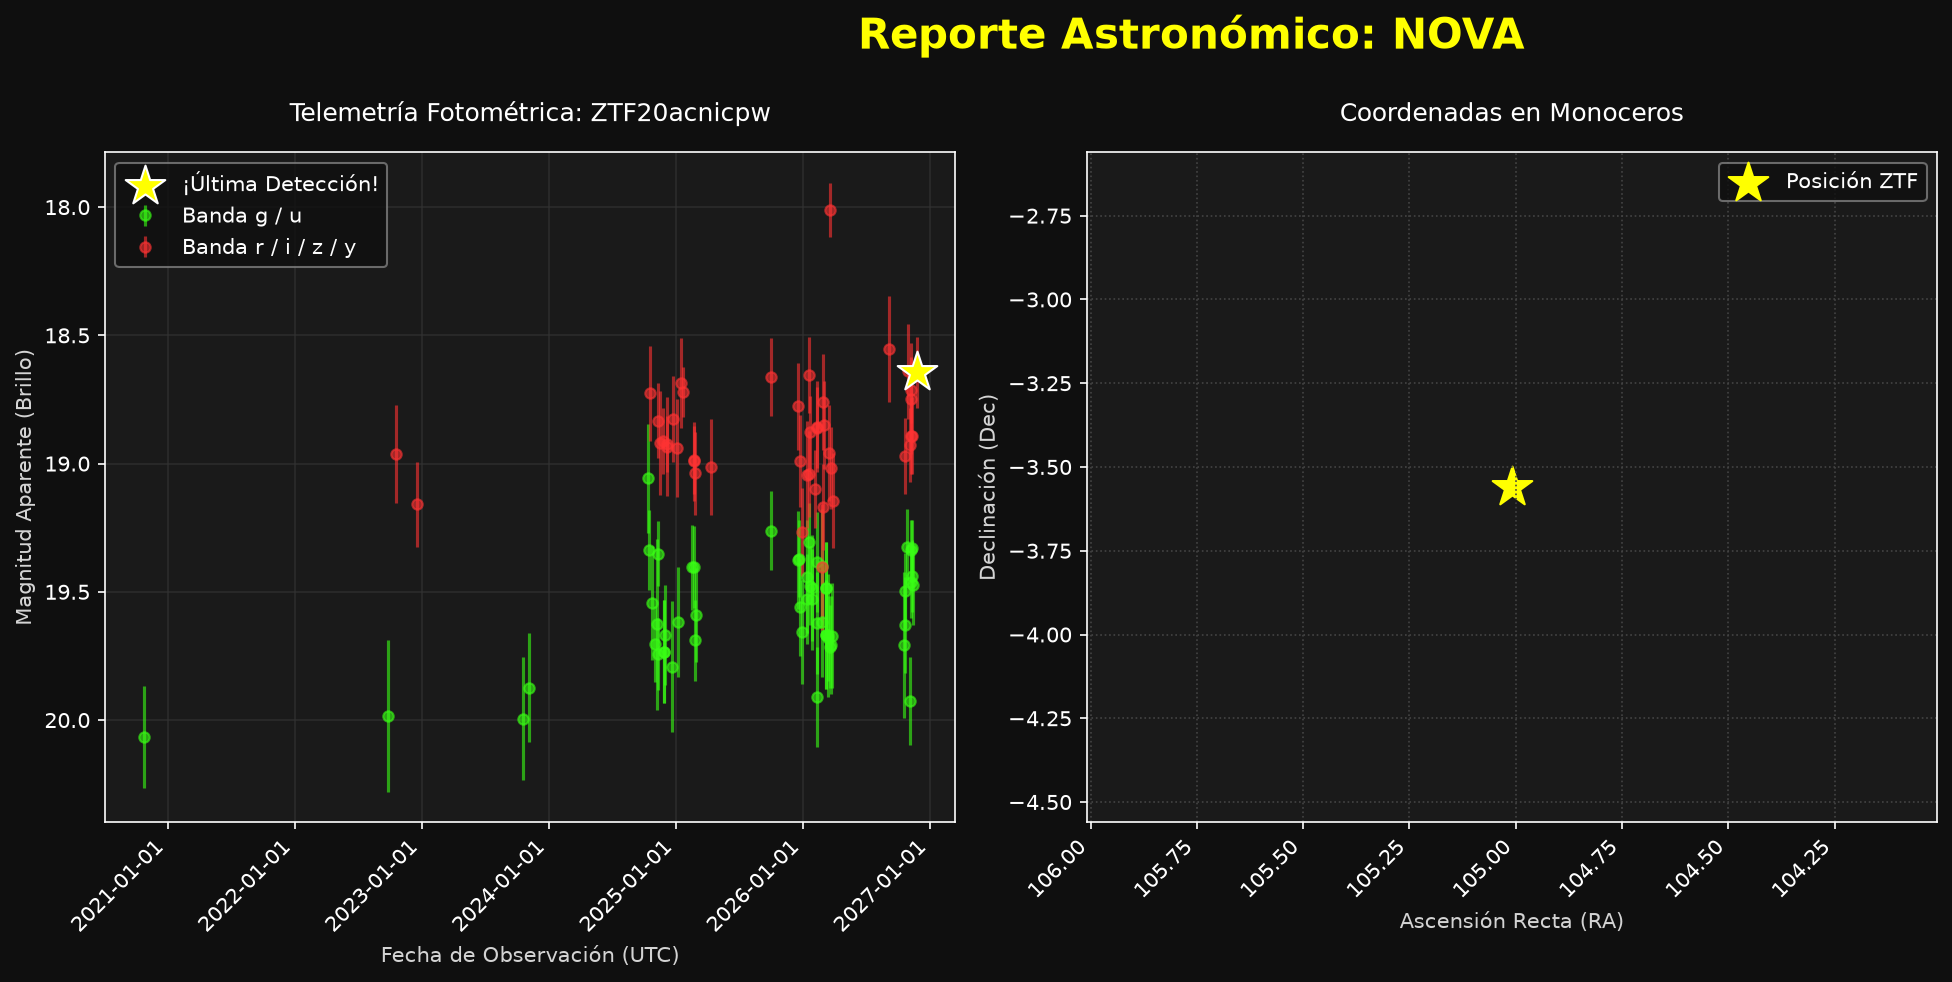 Reporte Astronómico: NOVA
Telemetría Fotométrica: ZTF20acnicpw
¡Última Detección!
Banda g / u
Banda r / i / z / y
Magnitud Aparente (Brillo)
18.0
18.5
19.0
19.5
20.0
2021-01-01
2022-01-01
2023-01-01
2024-01-01
2025-01-01
2026-01-01
2027-01-01
Fecha de Observación (UTC)
Coordenadas en Monoceros
Posición ZTF
Declinación (Dec)
−2.75
−3.00
−3.25
−3.50
−3.75
−4.00
−4.25
−4.50
106.00
105.75
105.50
105.25
105.00
104.75
104.50
104.25
Ascensión Recta (RA)